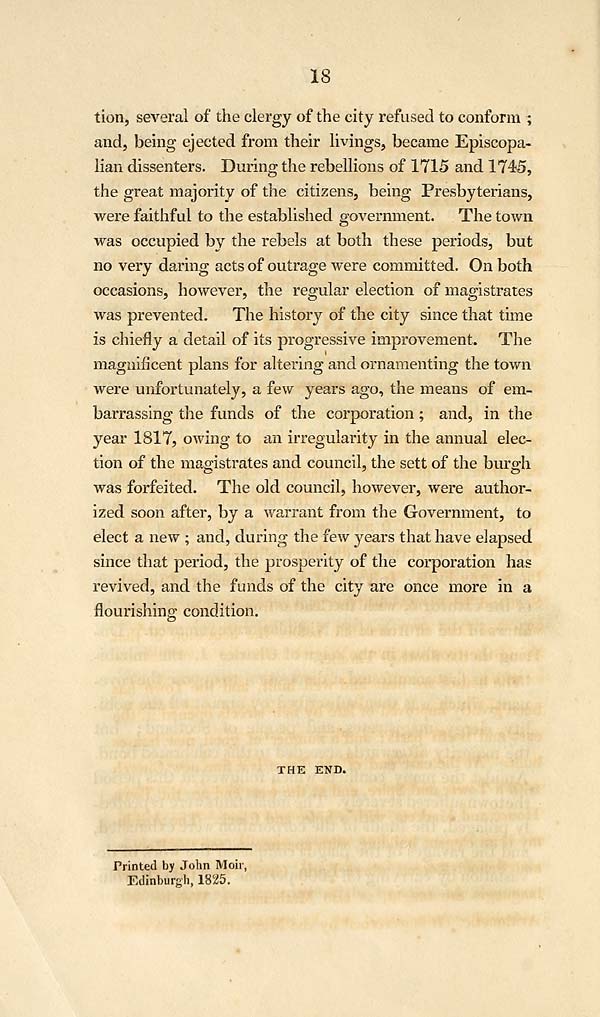 18
tion, several of the clergy of the city refused to conform ;
and, being ejected from their livings, became Episcopa-
lian dissenters. During the rebellions of 1715 and 1745,
the great majority of the citizens, being Presbyterians,
were faithful to the established government. The town
was occupied by the rebels at both these periods, but
no very daring acts of outrage were committed. On both
occasions, however, the regular election of magistrates
was prevented. The history of the city since that time
is chiefly a detail of its progressive improvement. The
magnificent plans for altering and ornamenting the town
were unfortunately, a few years ago, the means of em-
barrassing the funds of the corporation ; and, in the
year 1817, owing to an irregularity in the annual elec-
tion of the magistrates and council, the sett of the burgh
was forfeited. The old council, however, were author-
ized soon after, by a warrant from the Government, to
elect a new ; and, during the few years that have elapsed
since that period, the prosperity of the corporation has
revived, and the funds of the city are once more in a
flourishing condition.
THE END.
Printed by John Moir,
Edinburgh, 1825.